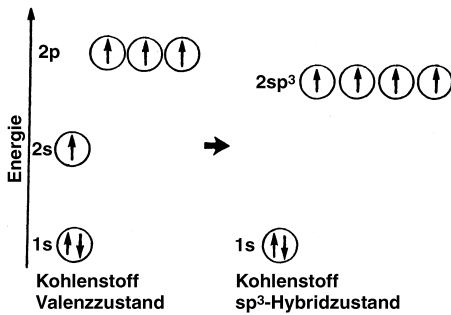 Energie
2p
2s
1s
Kohlenstoff
Valenzzustand
2sp³
1s
Kohlenstoff
sp³-Hybridzustand